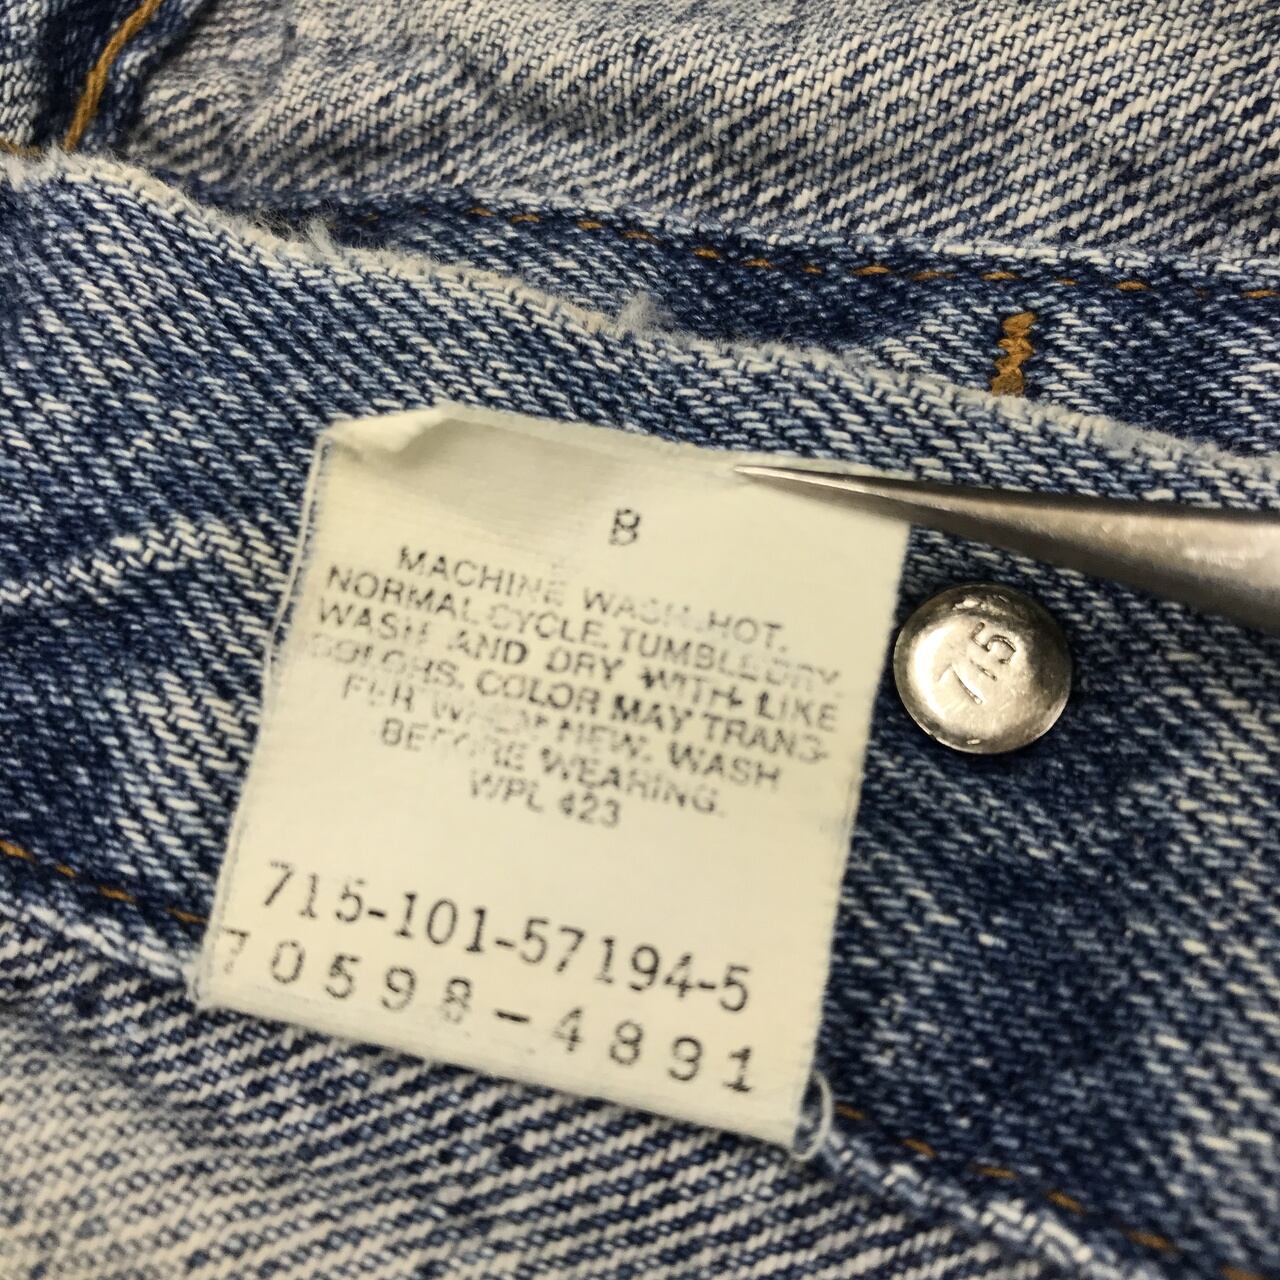 B
MACHINE WASH HOT,
NORMAL CYCLE, TUMBLE DRY.
WASH AND DRY WITH LIKE
COLORS. COLOR MAY TRANS-
FER WHEN NEW. WASH
BEFORE WEARING.
WPL 423
715-101-57194-5
70598-4891
715